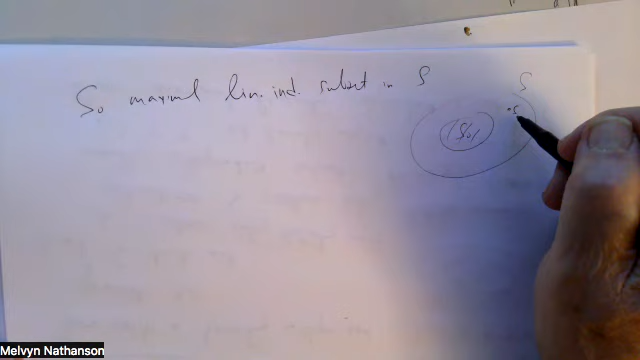 S₀ maximal lin. ind. subset in S
S
S₀
·s
Melvyn Nathanson